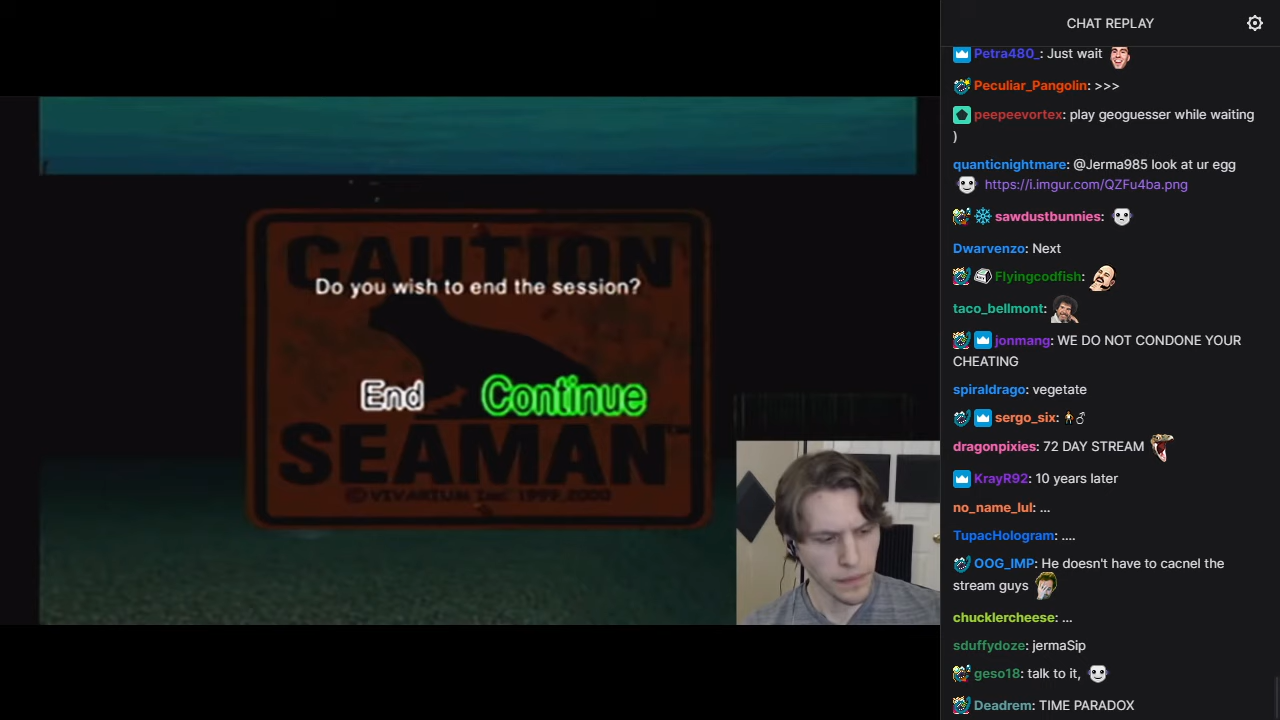 CAUTION
Do you wish to end the session?
End Continue
SEAMAN
© VIVARIUM Inc. 1999,2000
CHAT REPLAY
Petra480_: Just wait
Peculiar_Pangolin: >>>
peepeevortex: play geoguesser while waiting
)
quanticnightmare: @Jerma985 look at ur egg
https://i.imgur.com/QZFu4ba.png
sawdustbunnies:
Dwarvenzo: Next
Flyingcodfish:
taco_bellmont:
jonmang: WE DO NOT CONDONE YOUR
CHEATING
spiraldrago: vegetate
sergo_six:
dragonpixies: 72 DAY STREAM
KrayR92: 10 years later
no_name_lul: ...
TupacHologram: ....
OOG_IMP: He doesn't have to cacnel the
stream guys
chucklercheese: ...
sduffydoze: jermaSip
geso18: talk to it,
Deadrem: TIME PARADOX